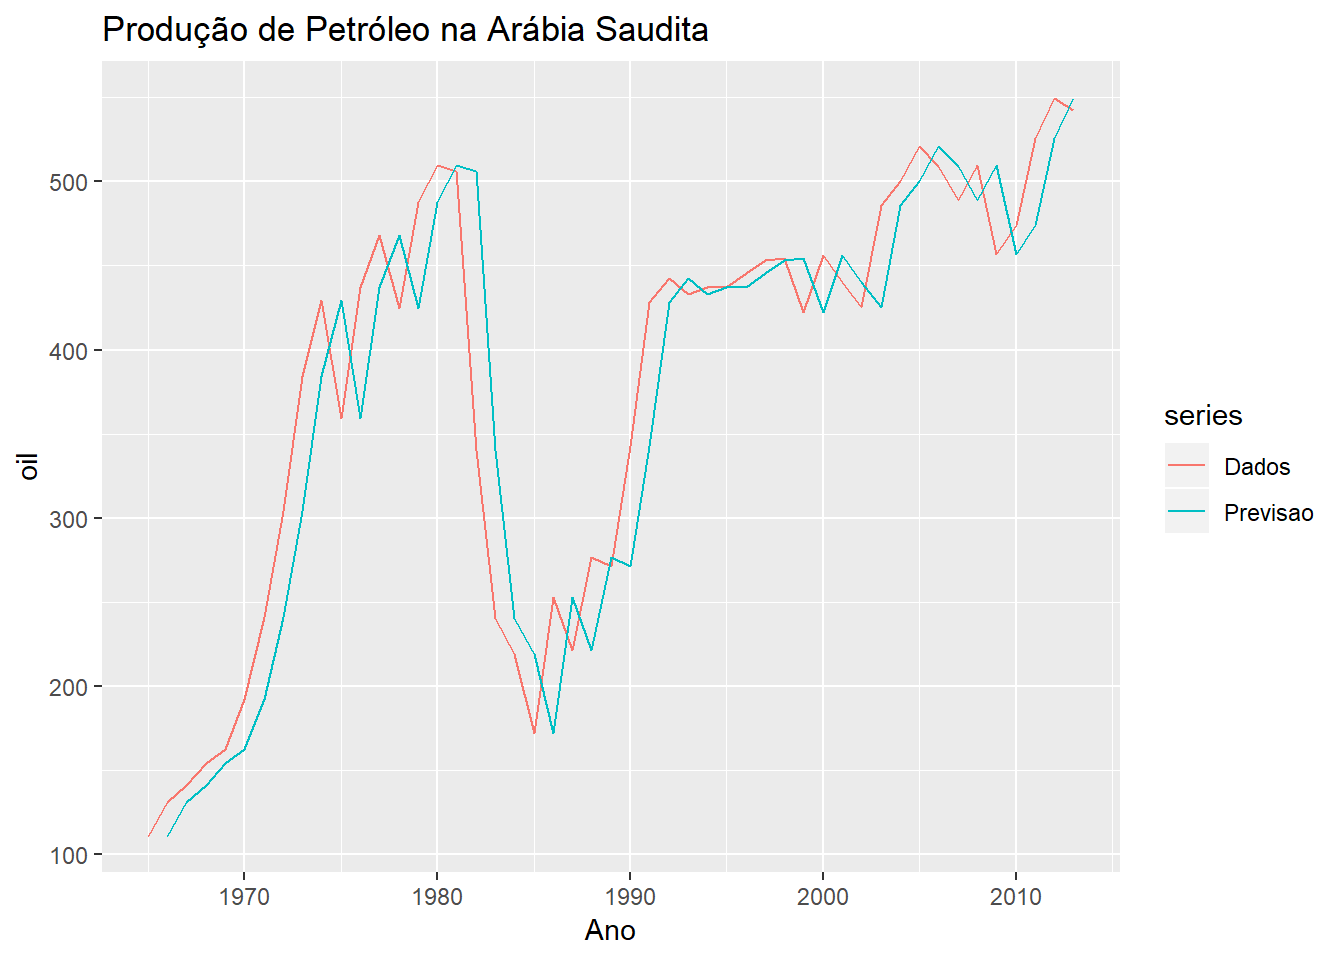 Produção de Petróleo na Arábia Saudita
oil
500
400
300
200
100
1970 1980 1990 2000 2010
Ano
series
Dados
Previsao